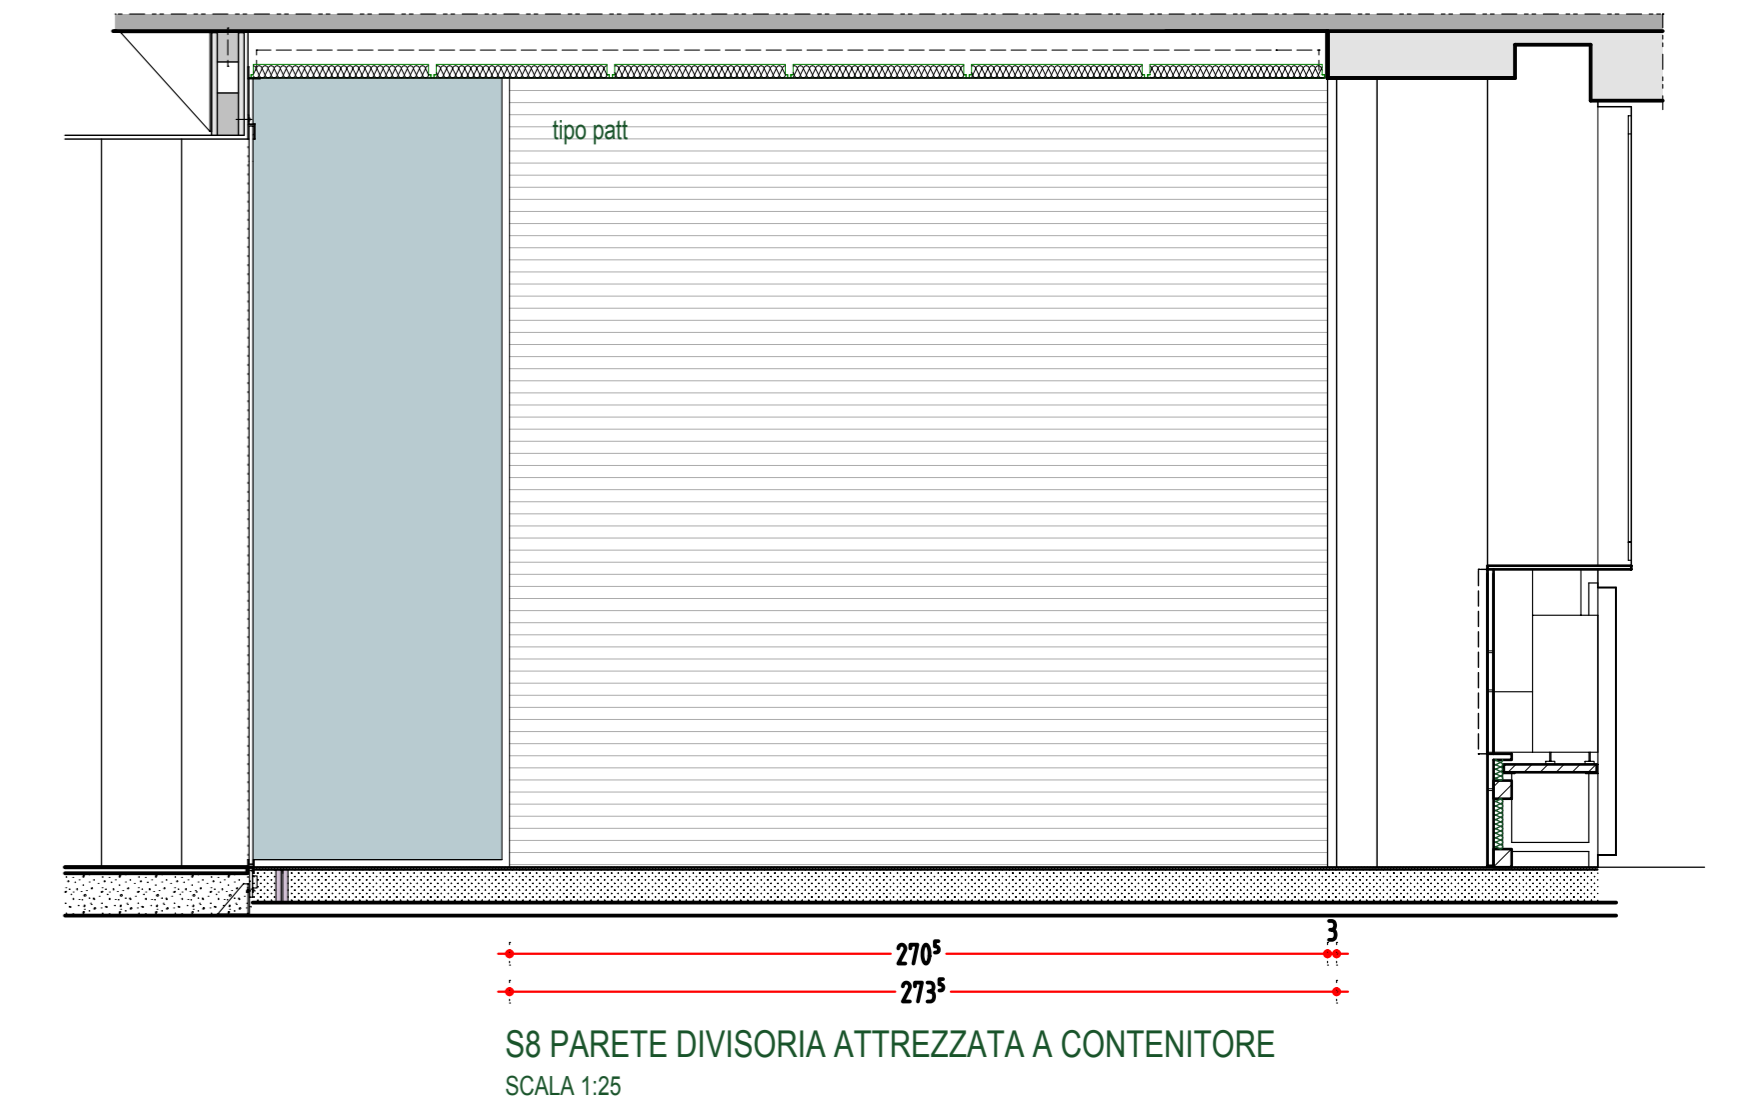 tipo patt
3
270⁵
273⁵
S8 PARETE DIVISORIA ATTREZZATA A CONTENITORE
SCALA 1:25